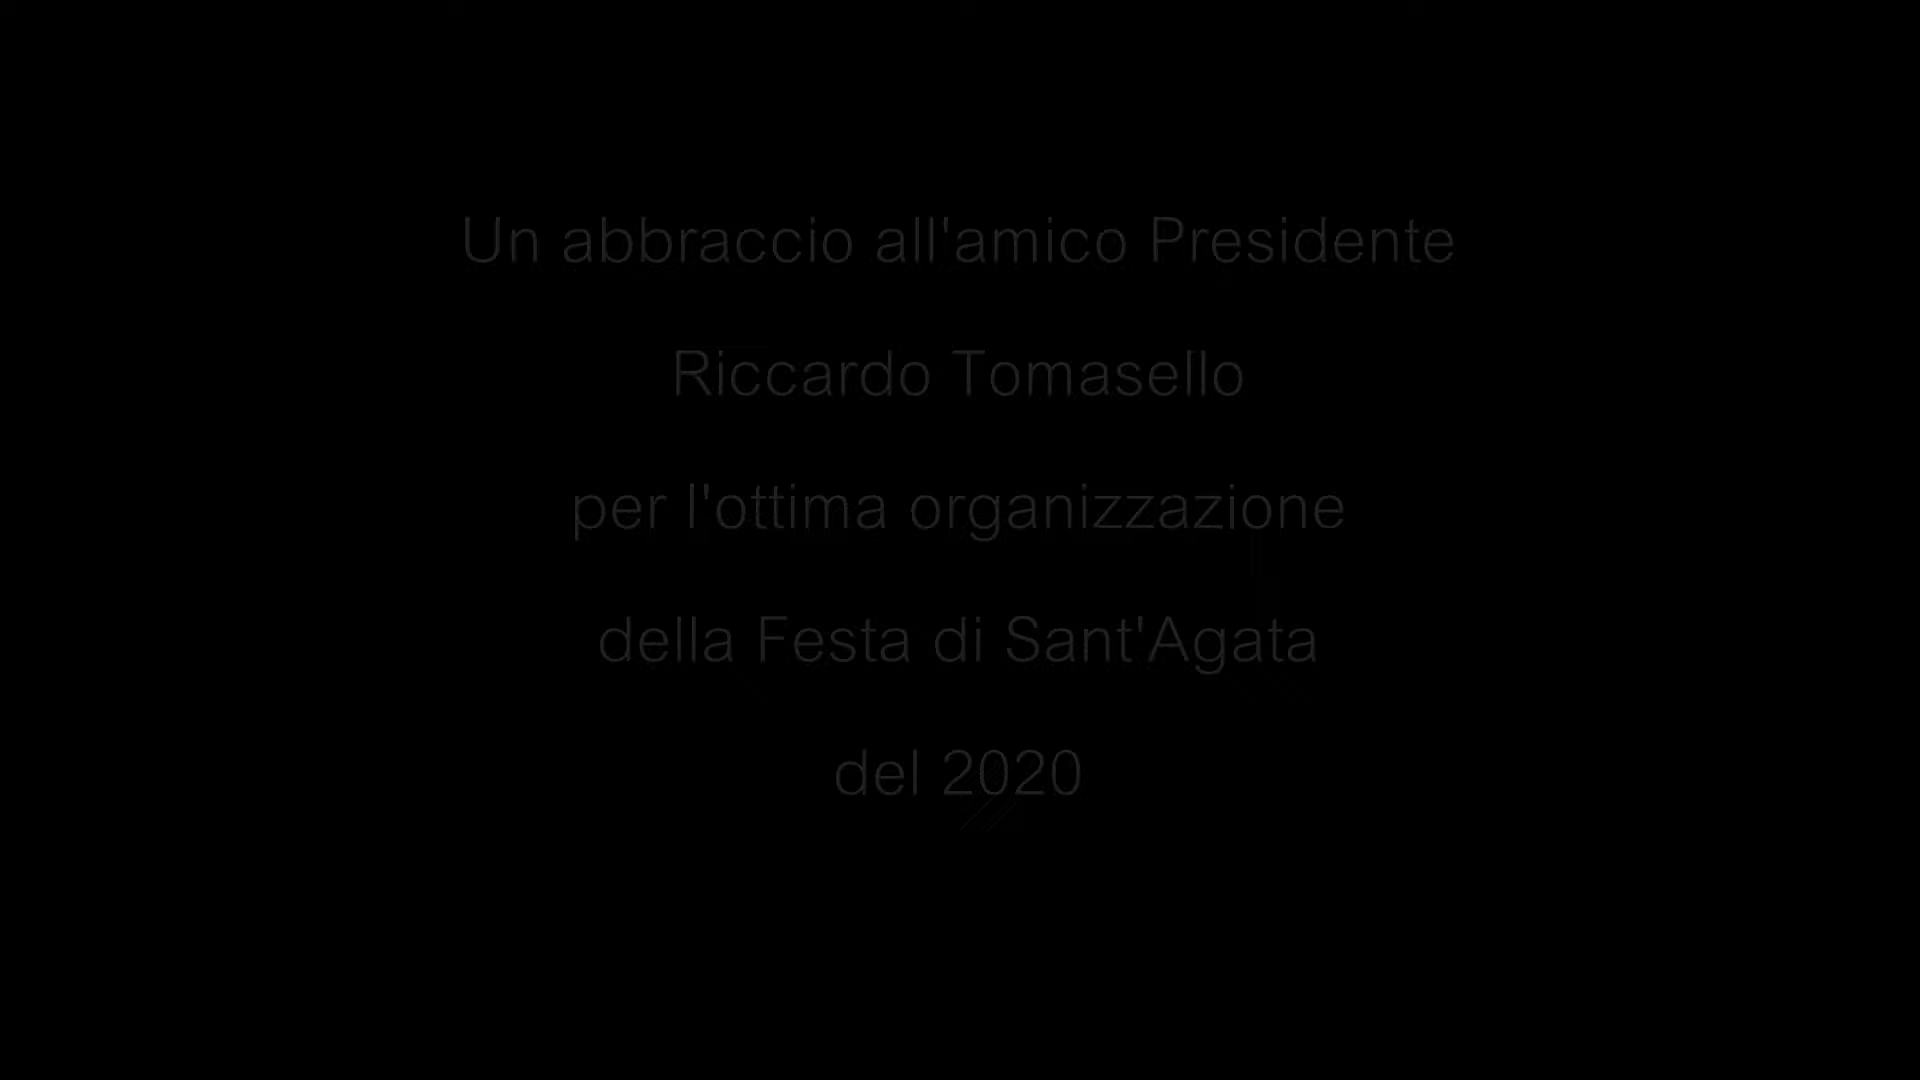 Un abbraccio all'amico Presidente
Riccardo Tomasello
per l'ottima organizzazione
della Festa di Sant'Agata
del 2020